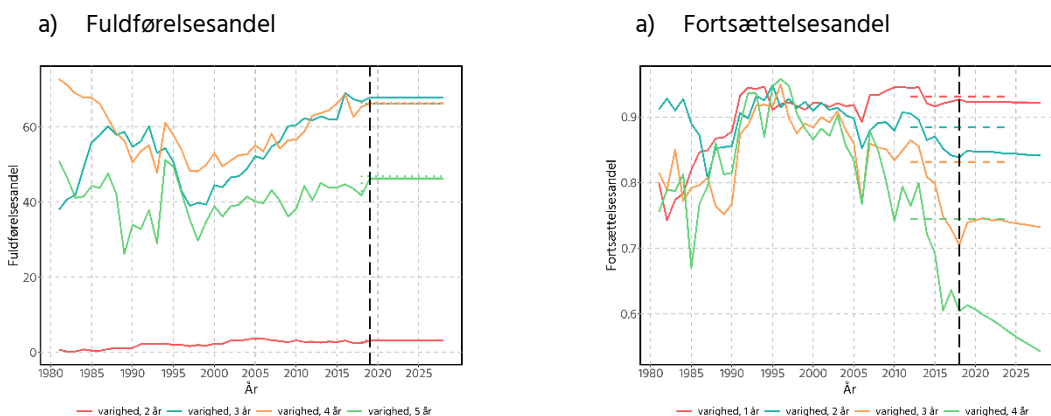 a) Fuldførelsesandel
Fuldførelsesandel
60
40
20
0
1980 1985 1990 1995 2000 2005 2010 2015 2020 2025
År
varighed, 2 år varighed, 3 år varighed, 4 år varighed, 5 år
a) Fortsættelsesandel
Fortsættelsesandel
0.9
0.8
0.7
0.6
1980 1985 1990 1995 2000 2005 2010 2015 2020 2025
År
varighed, 1 år varighed, 2 år varighed, 3 år varighed, 4 år